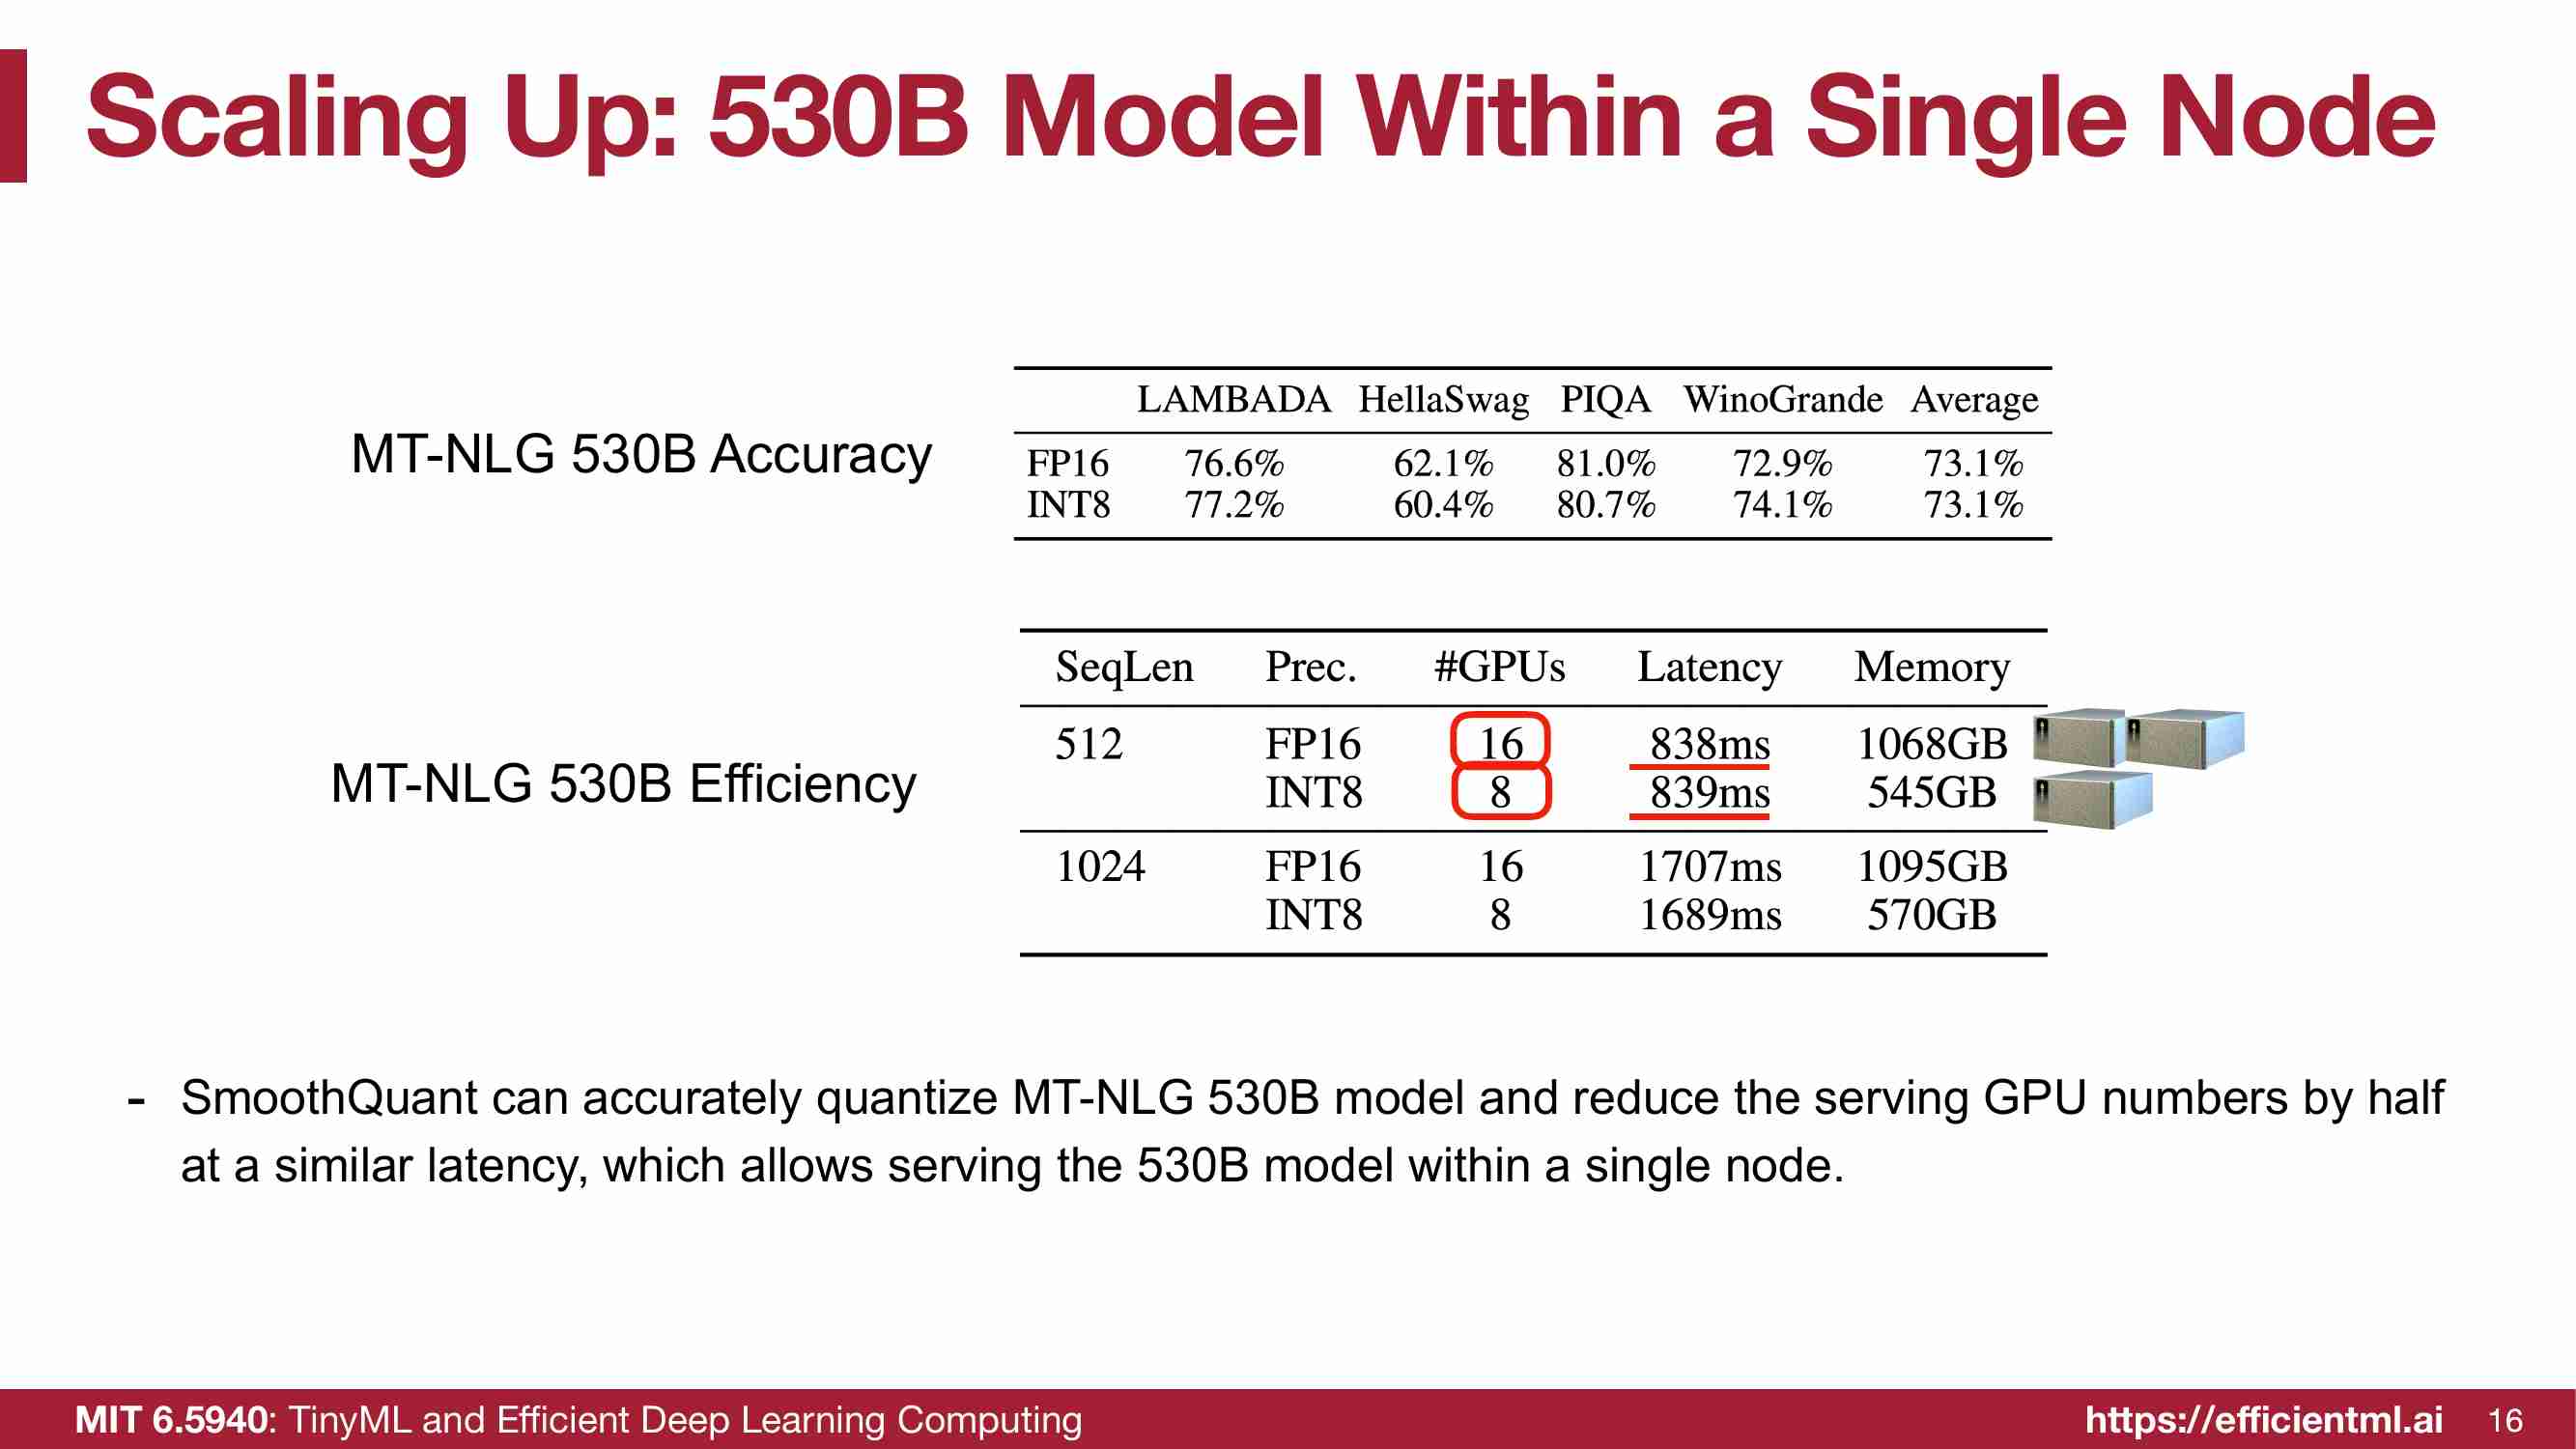 Scaling Up: 530B Model Within a Single Node
MT-NLG 530B Accuracy
LAMBADA HellaSwag PIQA WinoGrande Average
FP16 76.6% 62.1% 81.0% 72.9% 73.1%
INT8 77.2% 60.4% 80.7% 74.1% 73.1%
MT-NLG 530B Efficiency
SeqLen Prec. #GPUs Latency Memory
512 FP16 16 838ms 1068GB
INT8 8 839ms 545GB
1024 FP16 16 1707ms 1095GB
INT8 8 1689ms 570GB
- SmoothQuant can accurately quantize MT-NLG 530B model and reduce the serving GPU numbers by half
at a similar latency, which allows serving the 530B model within a single node.
MIT 6.5940: TinyML and Efficient Deep Learning Computing https://efficientml.ai 16